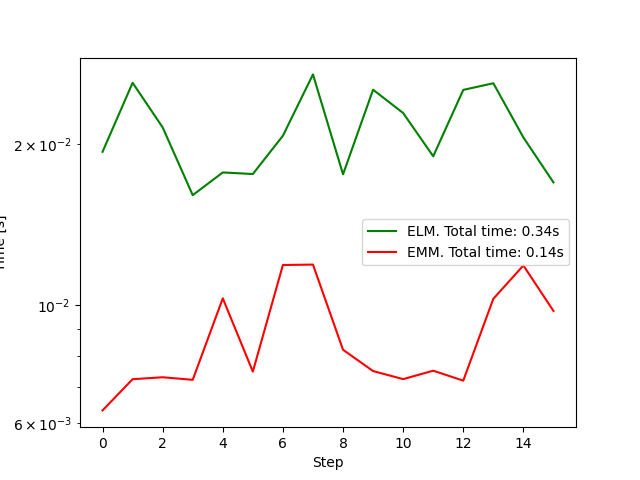 2 × 10⁻²
10⁻²
6 × 10⁻³
Time [s]
ELM. Total time: 0.34s
EMM. Total time: 0.14s
0 2 4 6 8 10 12 14
Step